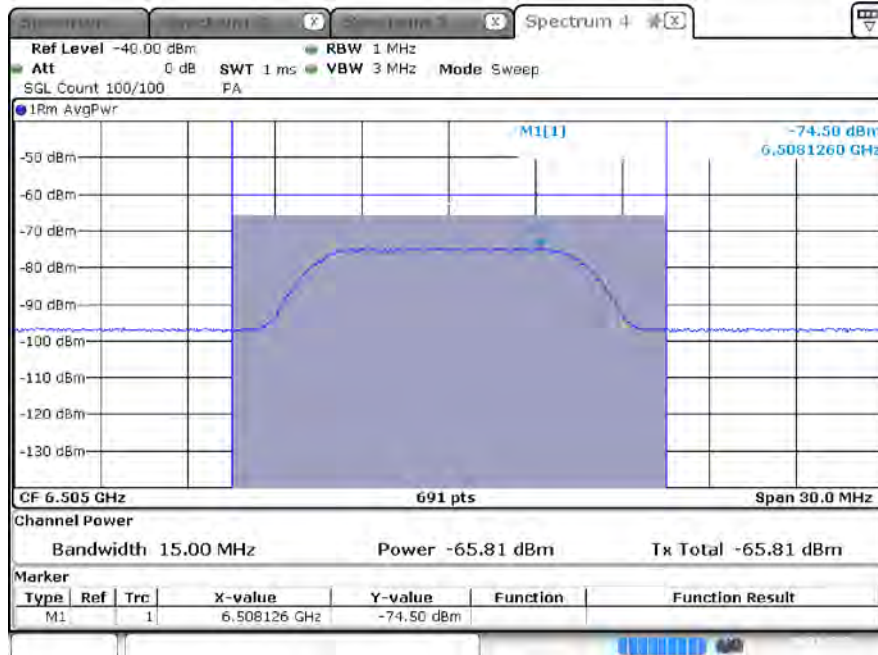 Spectrum 4
Ref Level -40.00 dBm RBW 1 MHz
Att 0 dB SWT 1 ms VBW 3 MHz Mode Sweep
SGL Count 100/100 PA
1Rm AvgPwr
M1[1] -74.50 dBm
6.5081260 GHz
-50 dBm
-60 dBm
-70 dBm
-80 dBm
-90 dBm
-100 dBm
-110 dBm
-120 dBm
-130 dBm
CF 6.505 GHz 691 pts Span 30.0 MHz
Channel Power
Bandwidth 15.00 MHz Power -65.81 dBm Tx Total -65.81 dBm
Marker
Type Ref Trc X-value Y-value Function Function Result
M1 1 6.508126 GHz -74.50 dBm